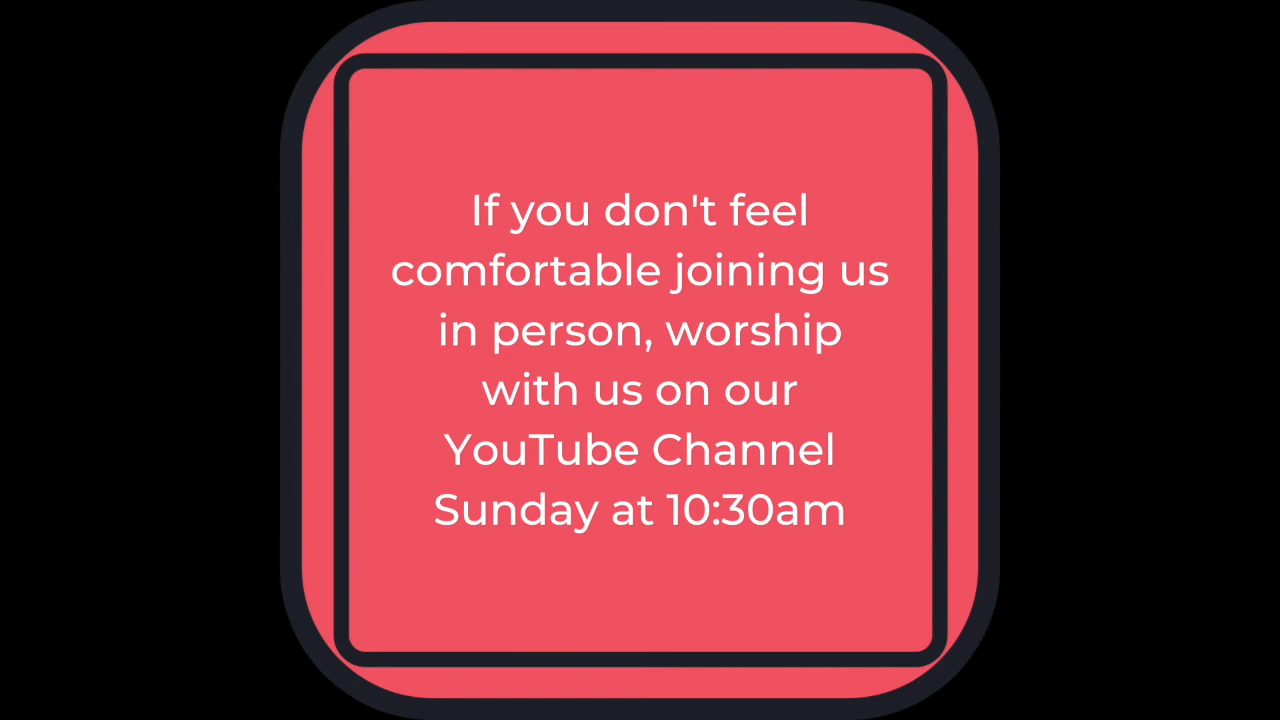 If you don't feel
comfortable joining us
in person, worship
with us on our
YouTube Channel
Sunday at 10:30am